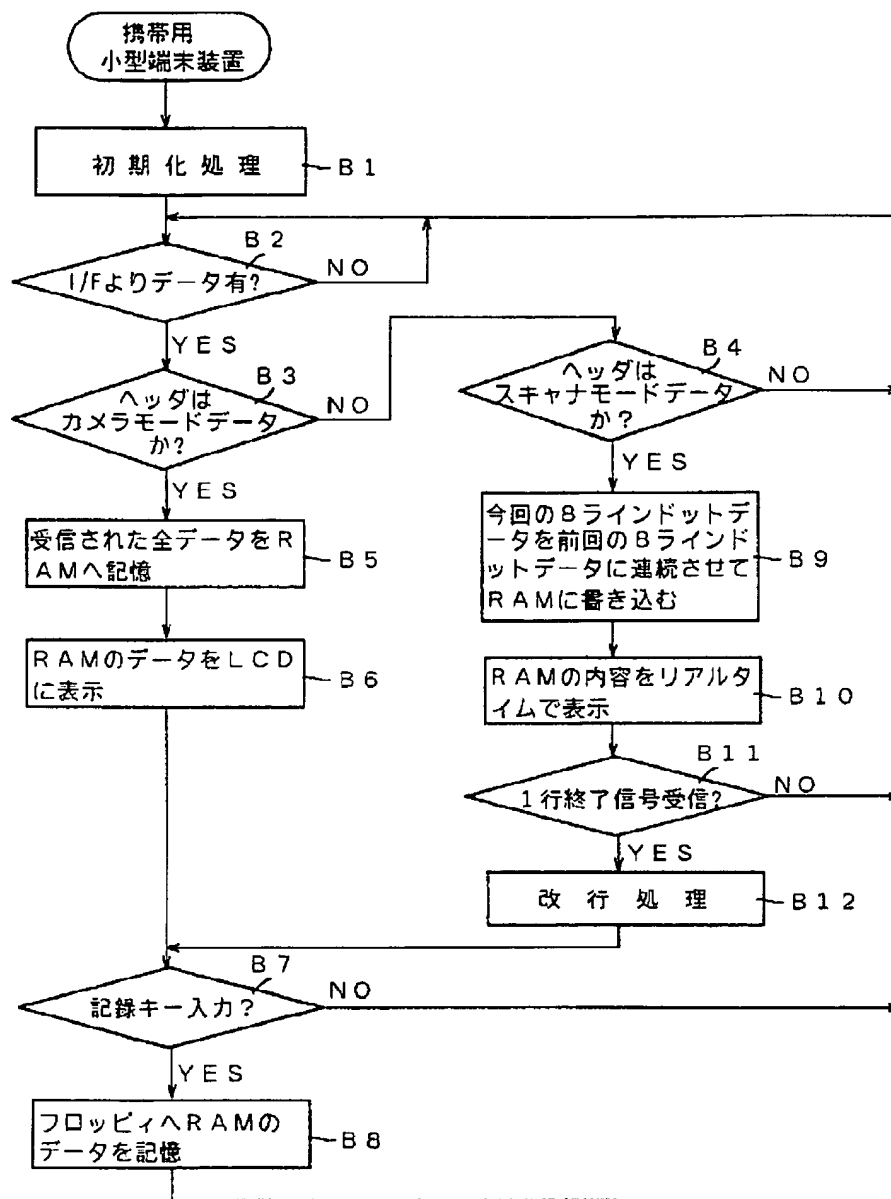 携帯用
小型端末装置
初期化処理
B1
B2
I/Fよりデータ有?
NO
YES
B3
ヘッダは
カメラモードデータ
か?
NO
YES
B4
ヘッダは
スキャナモードデータ
か?
NO
YES
受信された全データをR
AMへ記憶
B5
今回のBラインドットデ
ータを前回のBラインド
ットデータに連続させて
RAMに書き込む
B9
RAMのデータをLCD
に表示
B6
RAMの内容をリアルタ
イムで表示
B10
B11
1行終了信号受信?
NO
YES
改行処理
B12
B7
記録キー入力?
NO
YES
フロッピィへRAMの
データを記憶
B8